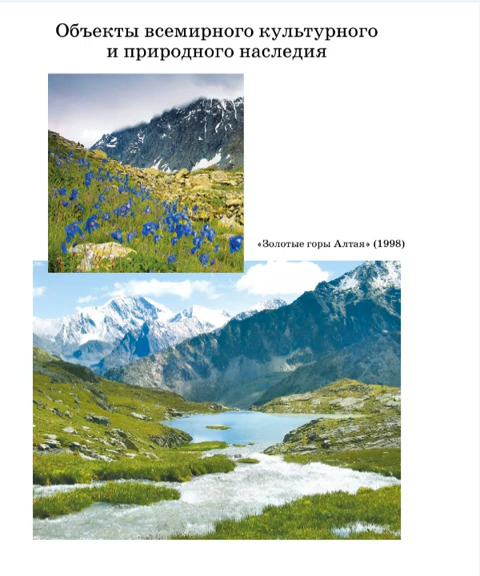 Объекты всемирного культурного
и природного наследия
«Золотые горы Алтая» (1998)